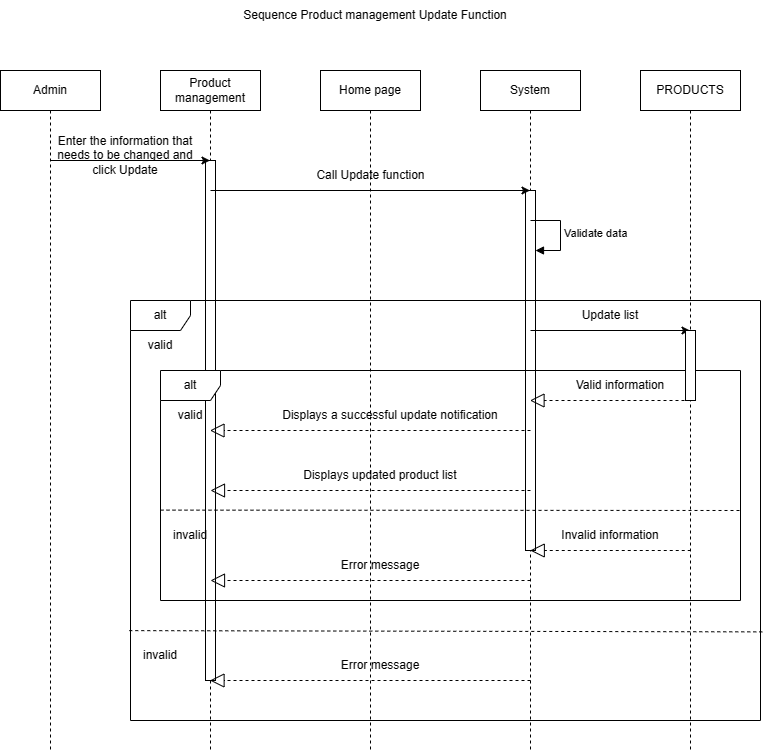 Sequence Product management Update Function
Admin
Product
management
Home page
System
PRODUCTS
Enter the information that
needs to be changed and
click Update
Call Update function
Validate data
alt
Update list
valid
alt
Valid information
valid
Displays a successful update notification
Displays updated product list
invalid
Invalid information
Error message
invalid
Error message